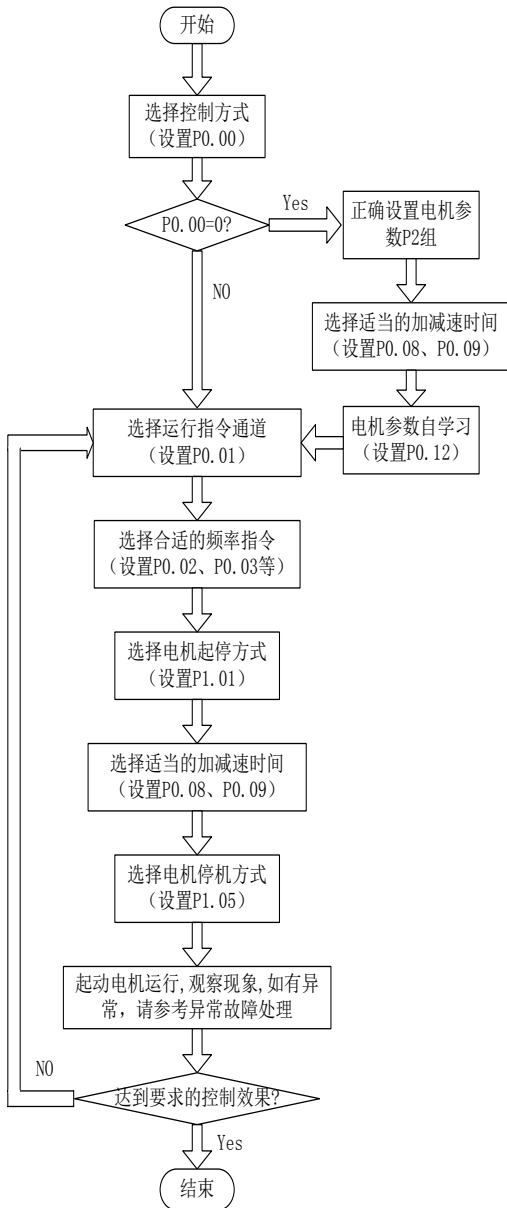 开始
选择控制方式
（设置P0.00）
P0.00=0?
Yes
正确设置电机参
数P2组
NO
选择适当的加减速时间
（设置P0.08、P0.09）
电机参数自学习
（设置P0.12）
选择运行指令通道
（设置P0.01）
选择合适的频率指令
（设置P0.02、P0.03等）
选择电机起停方式
（设置P1.01）
选择适当的加减速时间
（设置P0.08、P0.09）
选择电机停机方式
（设置P1.05）
起动电机运行,观察现象,如有异
常，请参考异常故障处理
NO
达到要求的控制效果?
Yes
结束